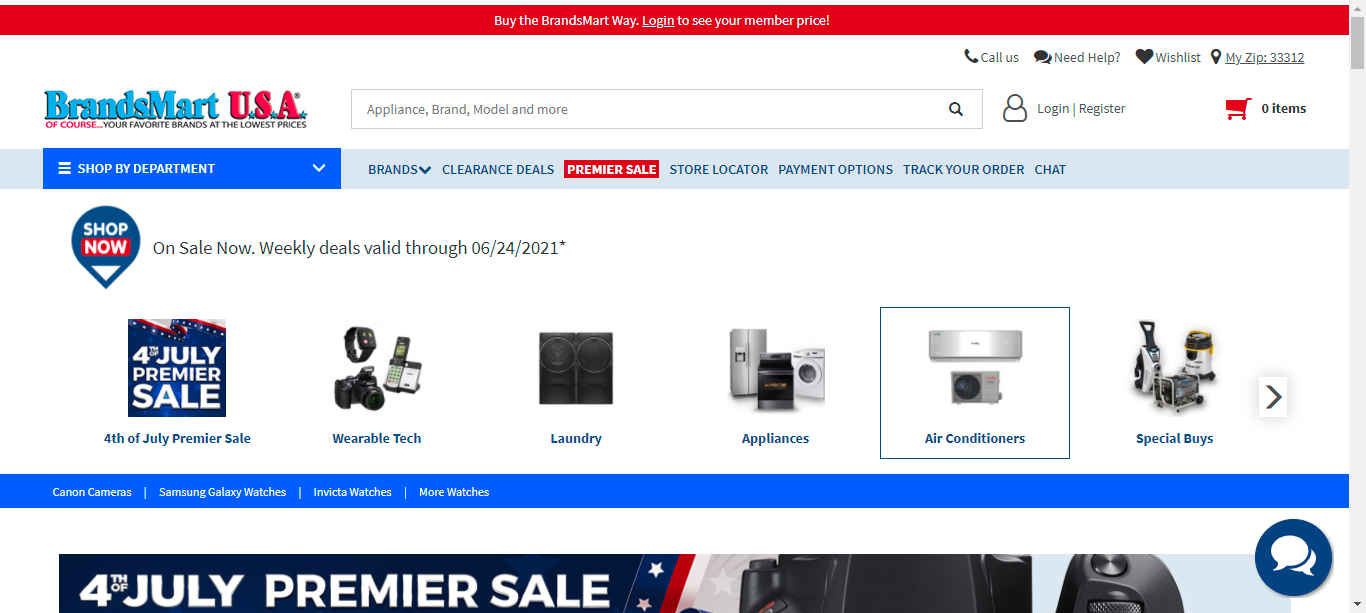 Buy the BrandsMart Way. Login to see your member price!
Call us Need Help? Wishlist My Zip: 33312
BrandsMart U.S.A.®
OF COURSE...YOUR FAVORITE BRANDS AT THE LOWEST PRICES
Appliance, Brand, Model and more
Login | Register
0 items
SHOP BY DEPARTMENT
BRANDS CLEARANCE DEALS PREMIER SALE STORE LOCATOR PAYMENT OPTIONS TRACK YOUR ORDER CHAT
SHOP
NOW
On Sale Now. Weekly deals valid through 06/24/2021*
4TH OF JULY
PREMIER
SALE
4th of July Premier Sale
Wearable Tech
Laundry
Appliances
Air Conditioners
Special Buys
Canon Cameras | Samsung Galaxy Watches | Invicta Watches | More Watches
4TH OF JULY PREMIER SALE